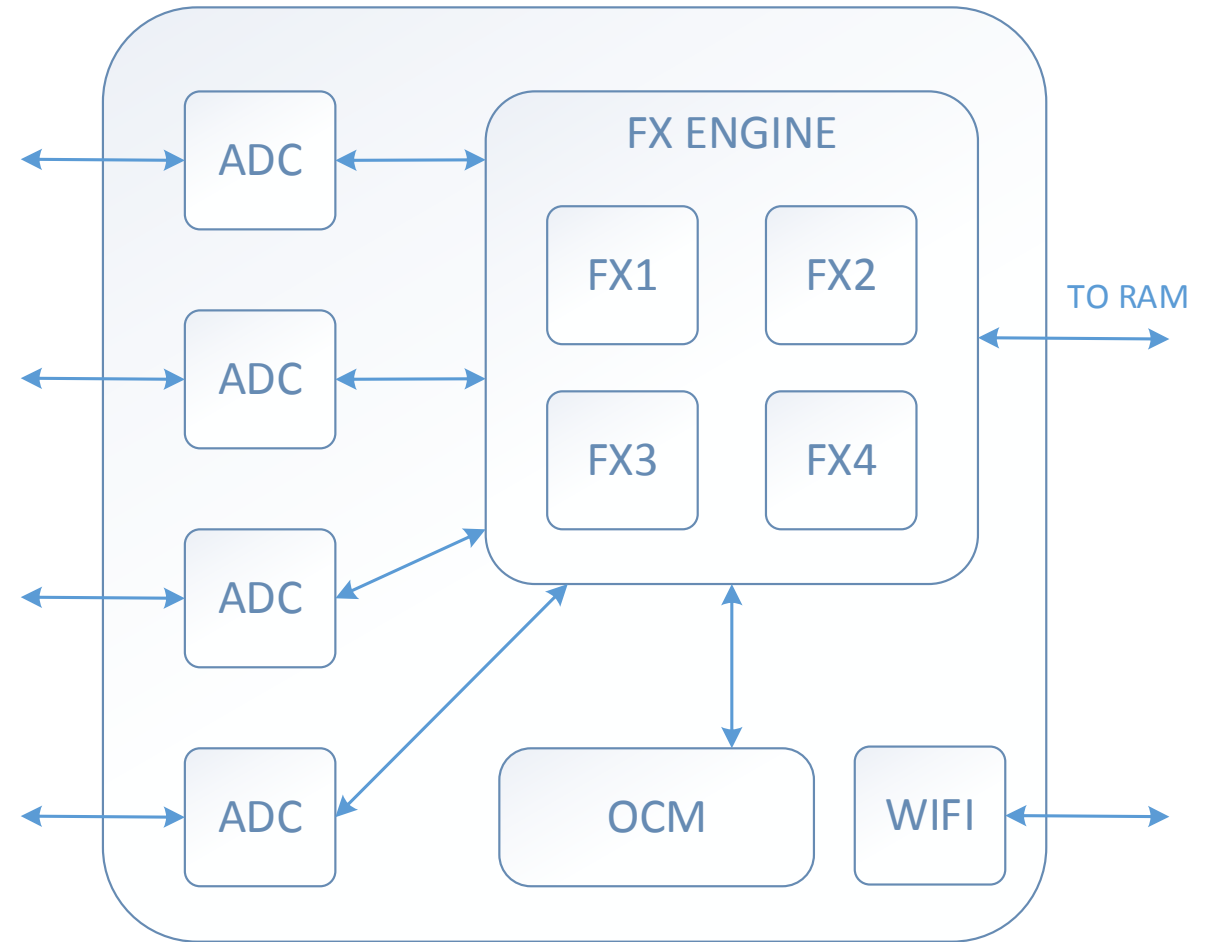 ADC
FX ENGINE
FX1
FX2
TO RAM
ADC
FX3
FX4
ADC
ADC
OCM
WIFI